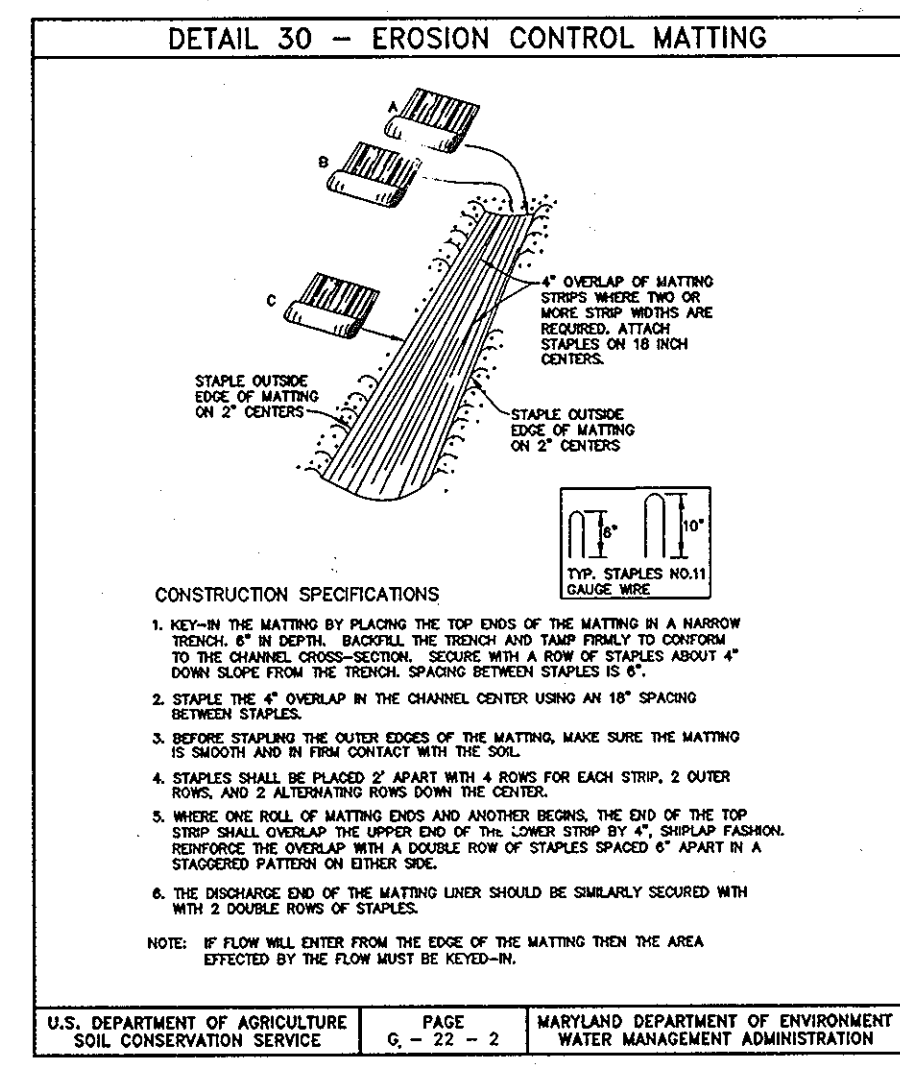 DETAIL 30 – EROSION CONTROL MATTING
A
B
C
4" OVERLAP OF MATTING
STRIPS WHERE TWO OR
MORE STRIP WIDTHS ARE
REQUIRED. ATTACH
STAPLES ON 18 INCH
CENTERS.
STAPLE OUTSIDE
EDGE OF MATTING
ON 2" CENTERS
STAPLE OUTSIDE
EDGE OF MATTING
ON 2" CENTERS
6" 10"
TYP. STAPLES NO.11
GAUGE WIRE
CONSTRUCTION SPECIFICATIONS
1. KEY-IN THE MATTING BY PLACING THE TOP ENDS OF THE MATTING IN A NARROW
TRENCH, 6" IN DEPTH. BACKFILL THE TRENCH AND TAMP FIRMLY TO CONFORM
TO THE CHANNEL CROSS-SECTION. SECURE WITH A ROW OF STAPLES ABOUT 4"
DOWN SLOPE FROM THE TRENCH. SPACING BETWEEN STAPLES IS 6".
2. STAPLE THE 4" OVERLAP IN THE CHANNEL CENTER USING AN 18" SPACING
BETWEEN STAPLES.
3. BEFORE STAPLING THE OUTER EDGES OF THE MATTING, MAKE SURE THE MATTING
IS SMOOTH AND IN FIRM CONTACT WITH THE SOIL.
4. STAPLES SHALL BE PLACED 2' APART WITH 4 ROWS FOR EACH STRIP, 2 OUTER
ROWS, AND 2 ALTERNATING ROWS DOWN THE CENTER.
5. WHERE ONE ROLL OF MATTING ENDS AND ANOTHER BEGINS, THE END OF THE TOP
STRIP SHALL OVERLAP THE UPPER END OF THE LOWER STRIP BY 4", SHIPLAP FASHION.
REINFORCE THE OVERLAP WITH A DOUBLE ROW OF STAPLES SPACED 6" APART IN A
STAGGERED PATTERN ON EITHER SIDE.
6. THE DISCHARGE END OF THE MATTING LINER SHOULD BE SIMILARLY SECURED WITH
WITH 2 DOUBLE ROWS OF STAPLES.
NOTE: IF FLOW WILL ENTER FROM THE EDGE OF THE MATTING THEN THE AREA
EFFECTED BY THE FLOW MUST BE KEYED-IN.
U.S. DEPARTMENT OF AGRICULTURE
SOIL CONSERVATION SERVICE
PAGE
G. – 22 – 2
MARYLAND DEPARTMENT OF ENVIRONMENT
WATER MANAGEMENT ADMINISTRATION